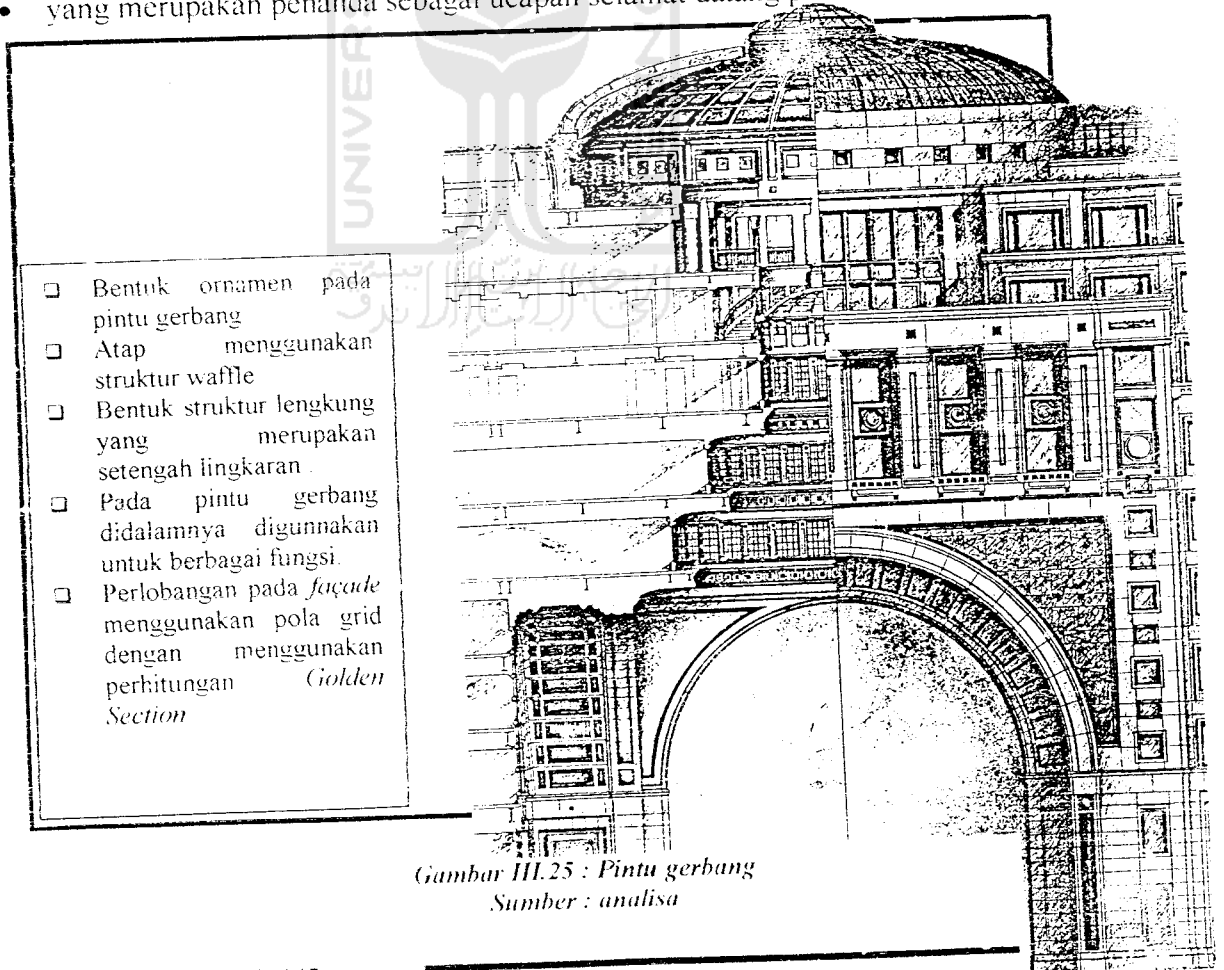 • yang merupakan penanda sebagai ucapan selamat datang
UNIVER
❑ Bentuk ornamen pada
pintu gerbang
❑ Atap menggunakan
struktur waffle
❑ Bentuk struktur lengkung
yang merupakan
setengah lingkaran .
❑ Pada pintu gerbang
didalamnya digunnakan
untuk berbagai fungsi.
❑ Perlobangan pada façade
menggunakan pola grid
dengan menggunakan
perhitungan Golden
Section
Gambar III.25 : Pintu gerbang
Sumber : analisa